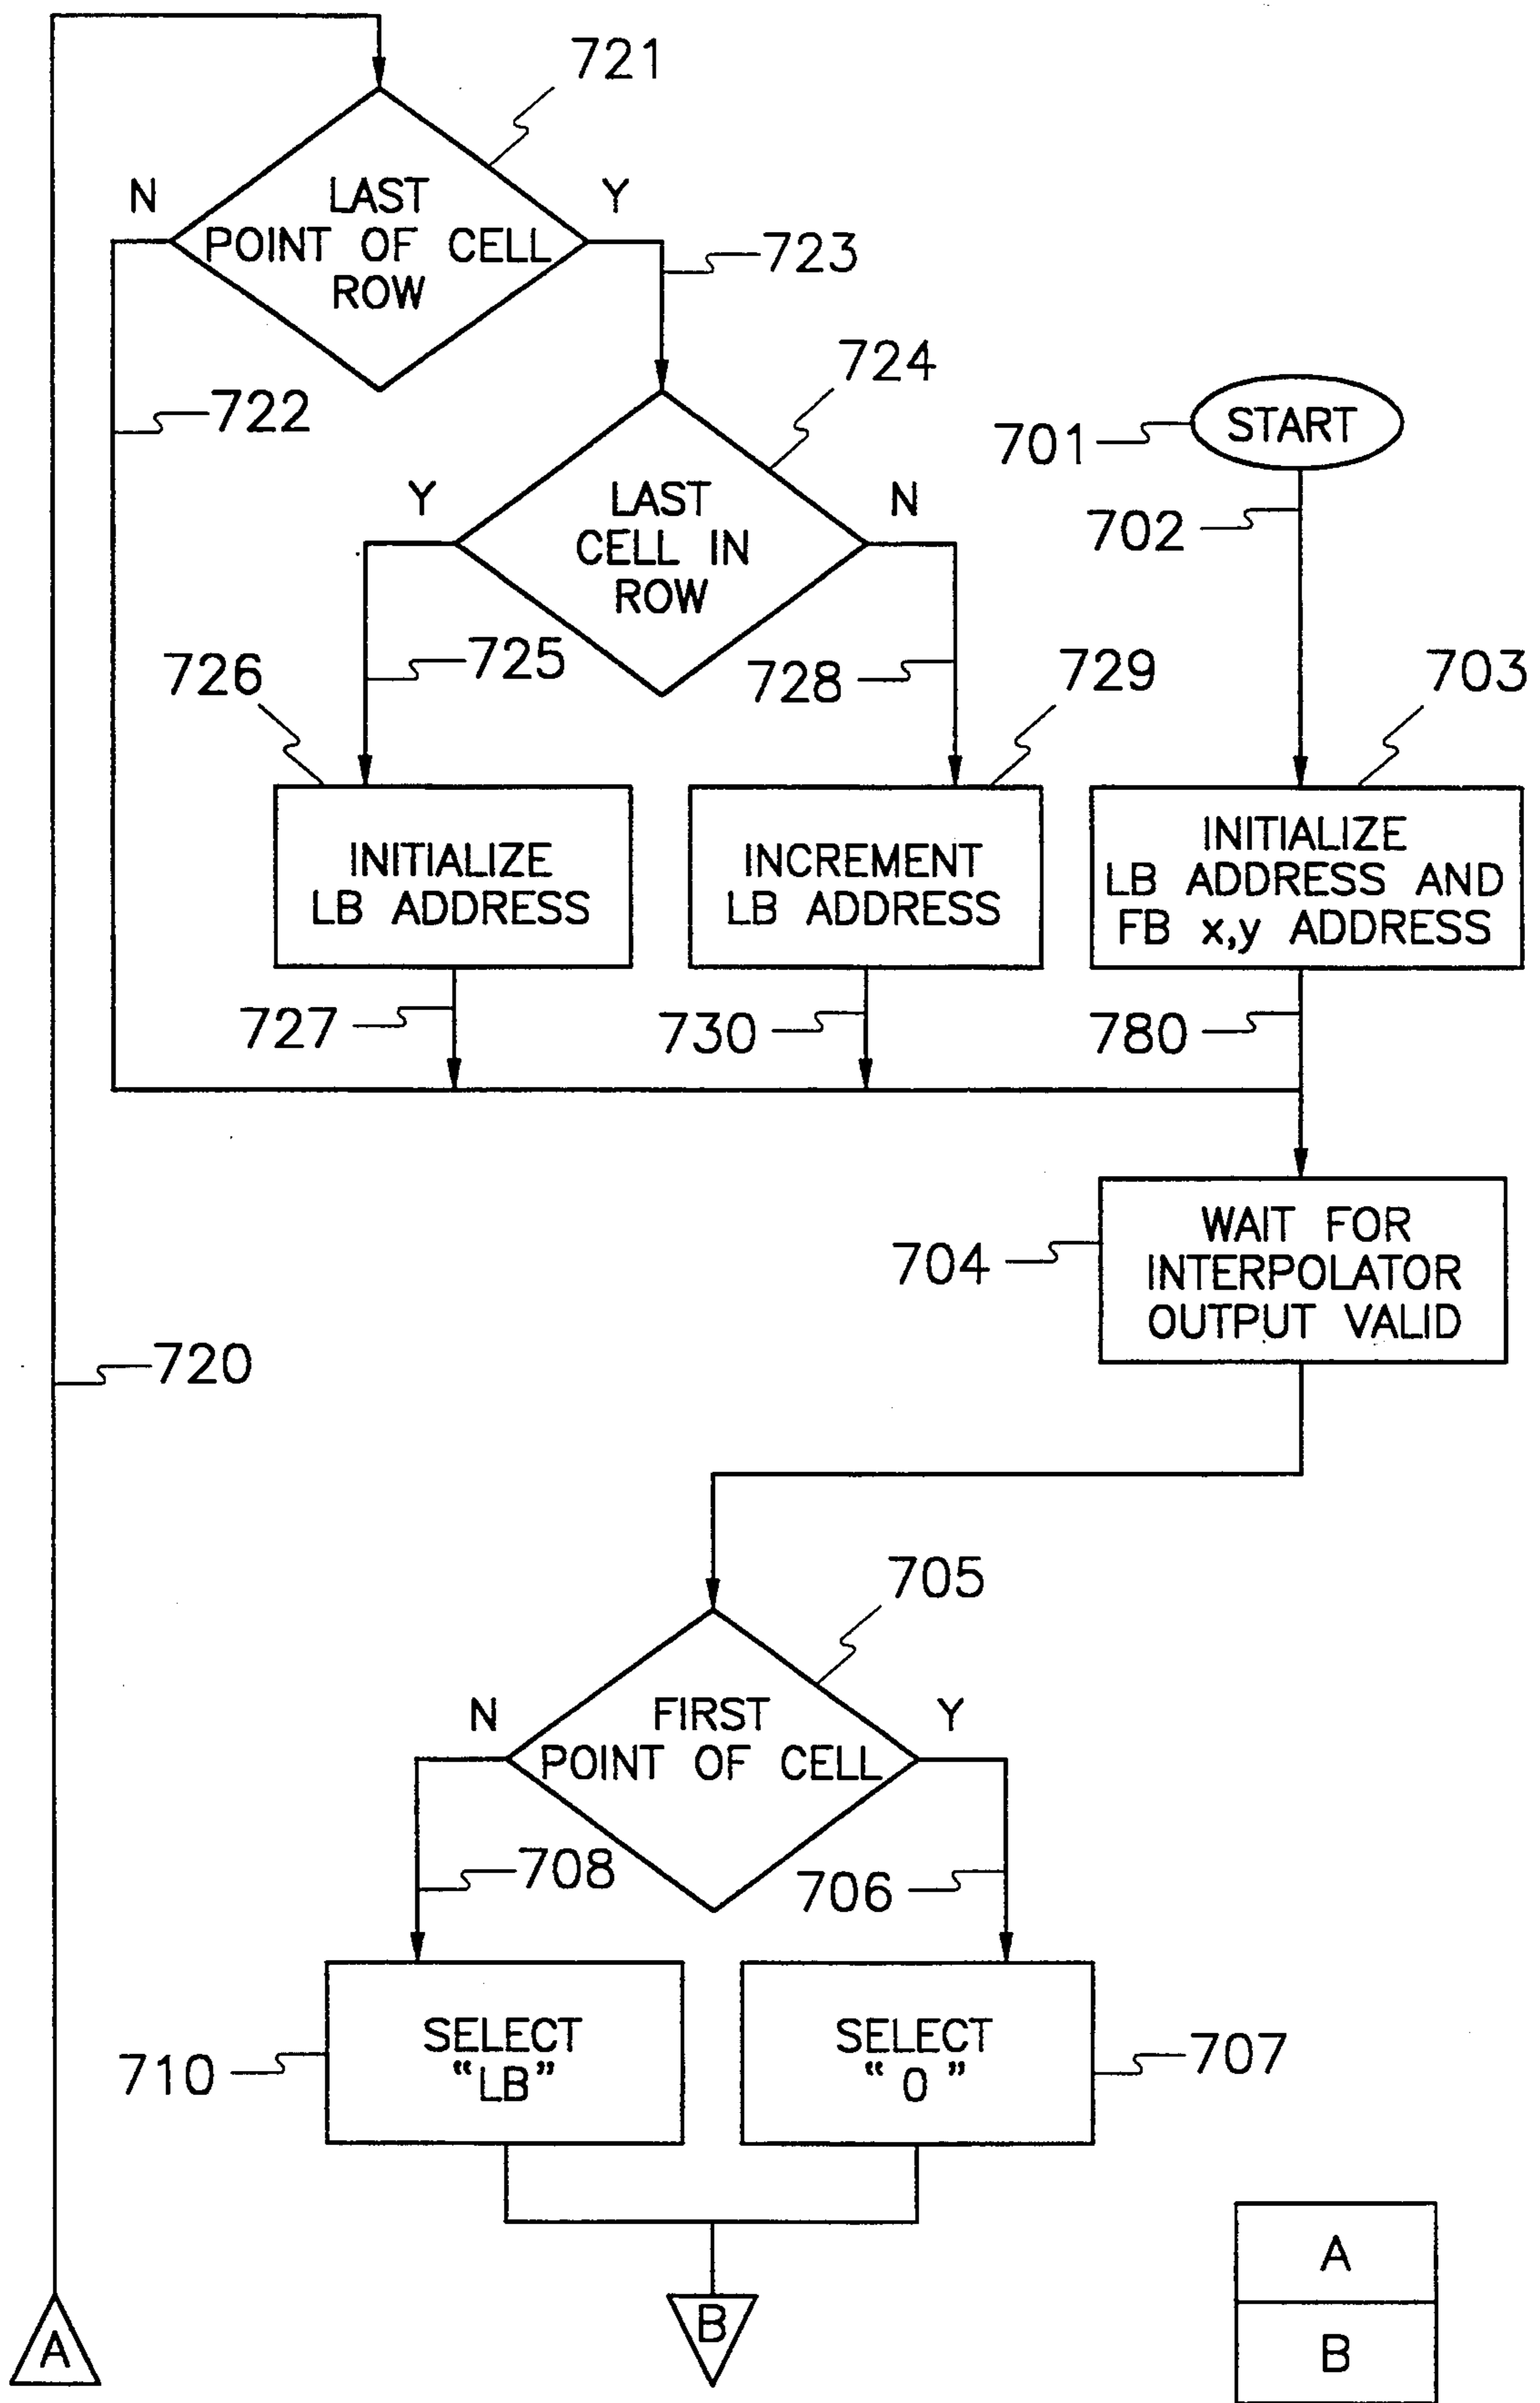 721
N
LAST
POINT OF CELL
ROW
Y
723
722
724
701
START
Y
LAST
CELL IN
ROW
N
702
726
725
728
729
703
INITIALIZE
LB ADDRESS
INCREMENT
LB ADDRESS
INITIALIZE
LB ADDRESS AND
FB x,y ADDRESS
727
730
780
704
WAIT FOR
INTERPOLATOR
OUTPUT VALID
720
705
N
FIRST
POINT OF CELL
Y
708
706
710
SELECT
“LB”
SELECT
“ 0 ”
707
A
B
A
B